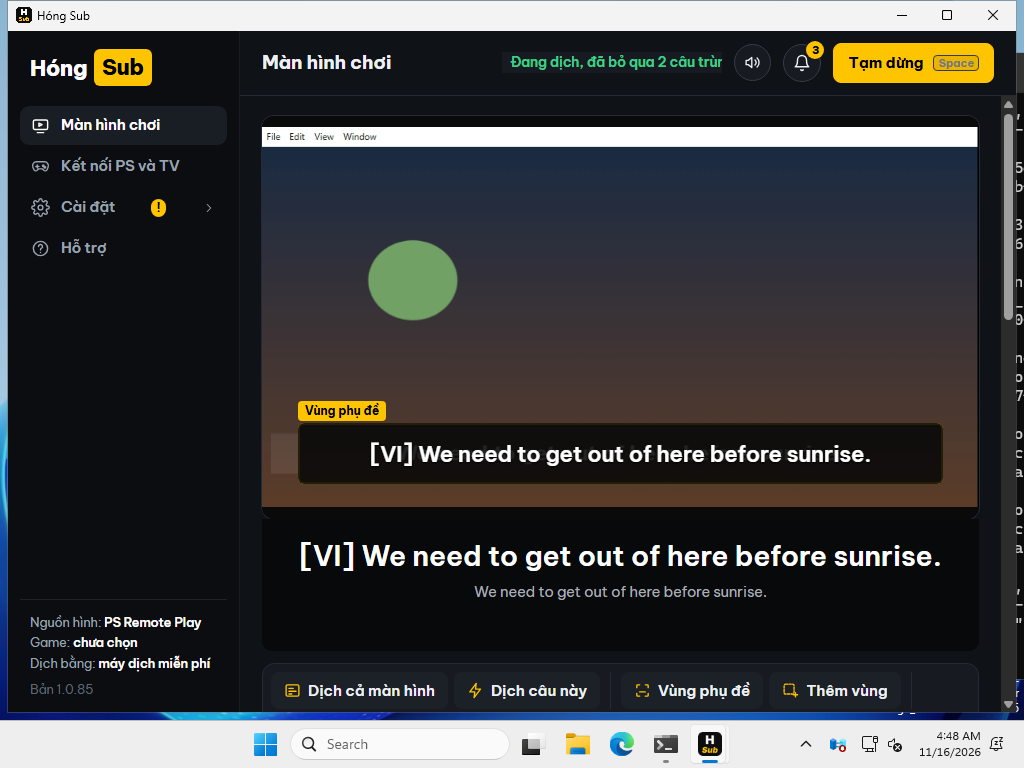 Hóng Sub
Hóng Sub
Màn hình chơi
Kết nối PS và TV
Cài đặt
!
Hỗ trợ
Nguồn hình: PS Remote Play
Game: chưa chọn
Dịch bằng: máy dịch miễn phí
Bản 1.0.85
Màn hình chơi
Đang dịch, đã bỏ qua 2 câu trùn
3
Tạm dừng Space
File Edit View Window
Vùng phụ đề
[VI] We need to get out of here before sunrise.
[VI] We need to get out of here before sunrise.
We need to get out of here before sunrise.
Dịch cả màn hình
Dịch câu này
Vùng phụ đề
Thêm vùng
Search
H Sub
4:48 AM
11/16/2026